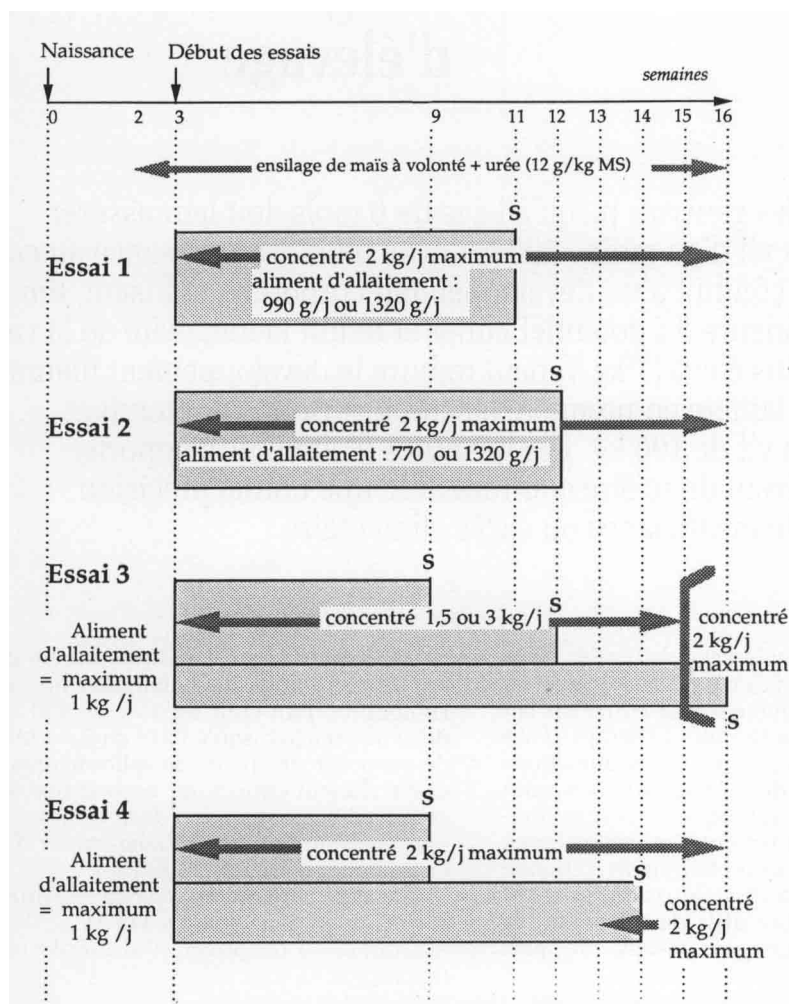 Naissance
Début des essais
semaines
0 2 3 9 11 12 13 14 15 16
ensilage de maïs à volonté + urée (12 g/kg MS)
S
Essai 1
concentré 2 kg/j maximum
aliment d'allaitement :
990 g/j ou 1320 g/j
S
Essai 2
concentré 2 kg/j maximum
aliment d'allaitement : 770 ou 1320 g/j
Essai 3
S
S
concentré 1,5 ou 3 kg/j
concentré
2 kg/j
maximum
Aliment
d'allaitement
= maximum
1 kg /j
S
Essai 4
S
concentré 2 kg/j maximum
Aliment
d'allaitement
= maximum
1 kg /j
S
concentré
2 kg/j
maximum